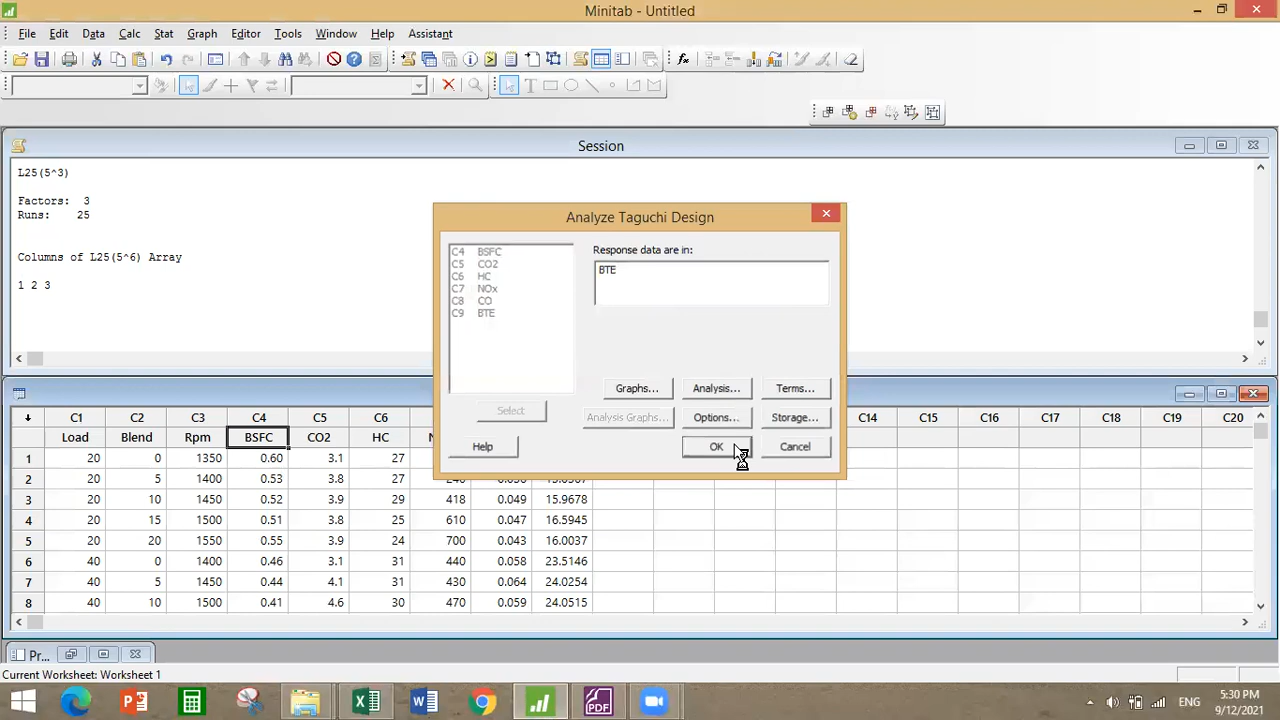 Minitab - Untitled
File Edit Data Calc Stat Graph Editor Tools Window Help Assistant
Session
L25(5^3)
Factors: 3
Runs: 25
Columns of L25(5^6) Array
1 2 3
Analyze Taguchi Design
C4 BSFC
C5 CO2
C6 HC
C7 NOx
C8 CO
C9 BTE
Response data are in:
BTE
Graphs... Analysis... Terms...
Select Analysis Graphs... Options... Storage...
Help OK Cancel
C1 C2 C3 C4 C5 C6 C14 C15 C16 C17 C18 C19 C20
Load Blend Rpm BSFC CO2 HC
1 20 0 1350 0.60 3.1 27
2 20 5 1400 0.53 3.8 27
3 20 10 1450 0.52 3.9 29 418 0.049 15.9678
4 20 15 1500 0.51 3.8 25 610 0.047 16.5945
5 20 20 1550 0.55 3.9 24 700 0.043 16.0037
6 40 0 1400 0.46 3.1 31 440 0.058 23.5146
7 40 5 1450 0.44 4.1 31 430 0.064 24.0254
8 40 10 1500 0.41 4.6 30 470 0.059 24.0515
Pr...
Current Worksheet: Worksheet 1
ENG
5:30 PM
9/12/2021
PDF